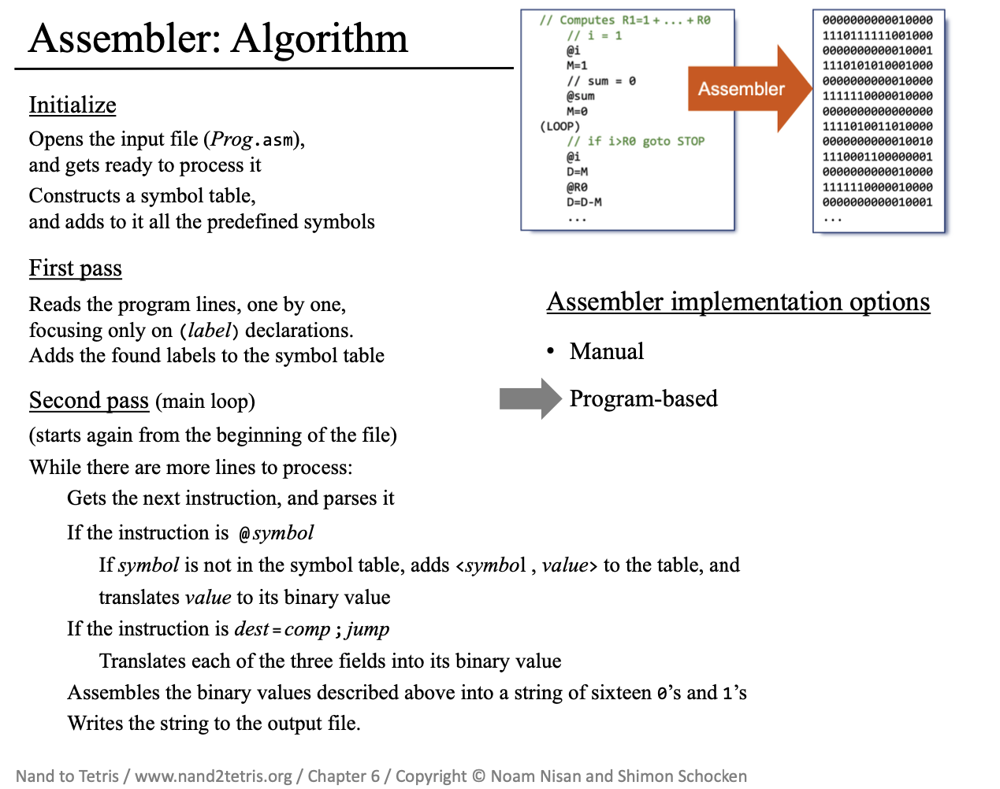 Assembler: Algorithm
Initialize
Opens the input file (Prog.asm),
and gets ready to process it
Constructs a symbol table,
and adds to it all the predefined symbols
First pass
Reads the program lines, one by one,
focusing only on (label) declarations.
Adds the found labels to the symbol table
Second pass (main loop)
(starts again from the beginning of the file)
While there are more lines to process:
Gets the next instruction, and parses it
If the instruction is @symbol
If symbol is not in the symbol table, adds <symbol , value> to the table, and
translates value to its binary value
If the instruction is dest=comp;jump
Translates each of the three fields into its binary value
Assembles the binary values described above into a string of sixteen 0’s and 1’s
Writes the string to the output file.
// Computes R1=1+...+R0
// i = 1
@i
M=1
// sum = 0
@sum
M=0
(LOOP)
// if i>R0 goto STOP
@i
D=M
@R0
D=D-M
...
Assembler
0000000000010000
1110111111001000
0000000000010001
1110101010001000
0000000000010000
1111110000010000
0000000000000000
1111010011010000
0000000000010010
1110001100000001
0000000000010000
1111110000010000
0000000000010001
...
Assembler implementation options
• Manual
Program-based
Nand to Tetris / www.nand2tetris.org / Chapter 6 / Copyright © Noam Nisan and Shimon Schocken